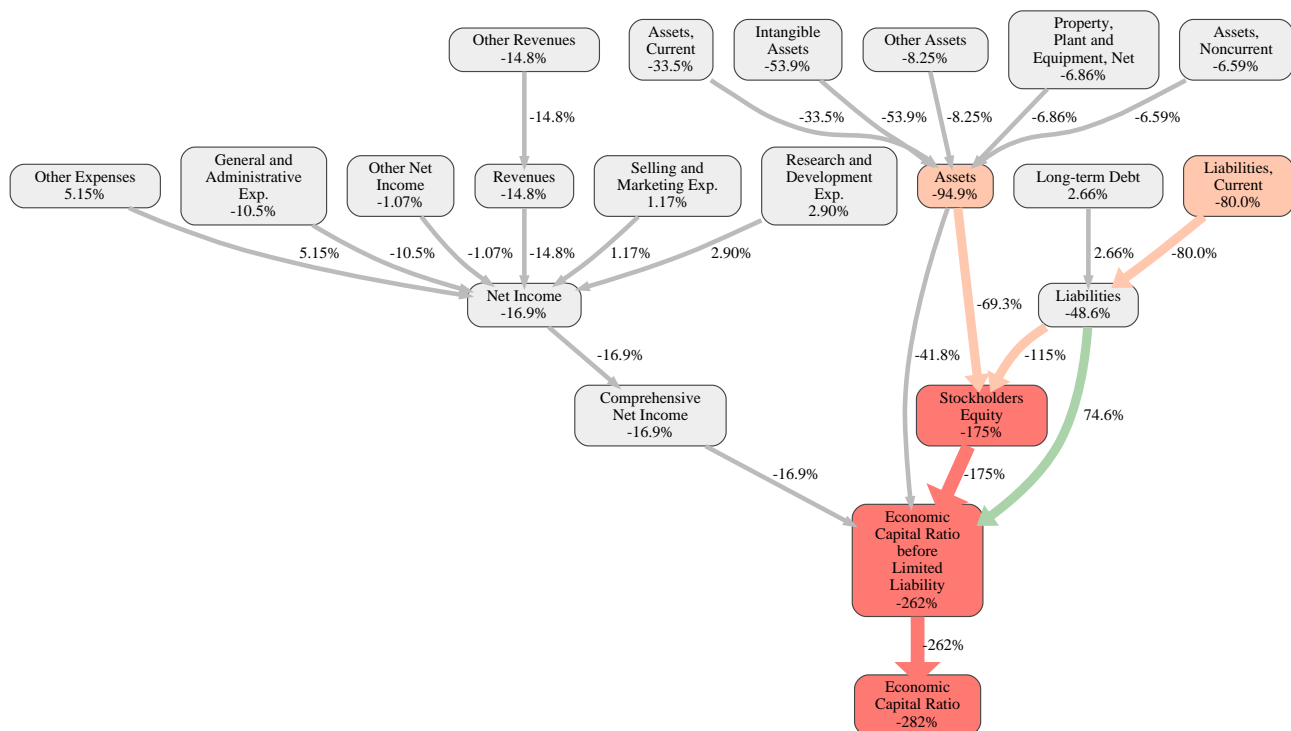 Other Revenues
-14.8%
Assets,
Current
-33.5%
Intangible
Assets
-53.9%
Other Assets
-8.25%
Property,
Plant and
Equipment, Net
-6.86%
Assets,
Noncurrent
-6.59%
-14.8%
-33.5%
-53.9%
-8.25%
-6.86%
-6.59%
Other Expenses
5.15%
General and
Administrative
Exp.
-10.5%
Other Net
Income
-1.07%
Revenues
-14.8%
Selling and
Marketing Exp.
1.17%
Research and
Development
Exp.
2.90%
Assets
-94.9%
Long-term Debt
2.66%
Liabilities,
Current
-80.0%
5.15%
-10.5%
-1.07%
-14.8%
1.17%
2.90%
2.66%
-80.0%
Net Income
-16.9%
-69.3%
Liabilities
-48.6%
-16.9%
-41.8%
-115%
Comprehensive
Net Income
-16.9%
Stockholders
Equity
-175%
74.6%
-16.9%
-175%
Economic
Capital Ratio
before
Limited
Liability
-262%
-262%
Economic
Capital Ratio
-282%